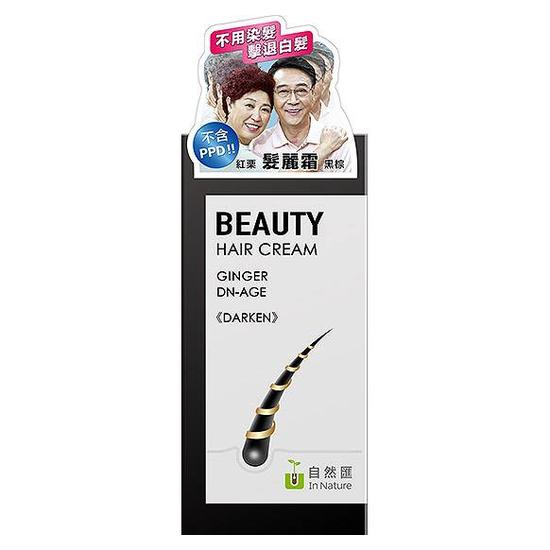 不用染髮
擊退白髮
不含
PPD!!
紅栗 髮麗霜 黑棕
BEAUTY
HAIR CREAM
GINGER
DN-AGE
《DARKEN》
自然匯
In Nature